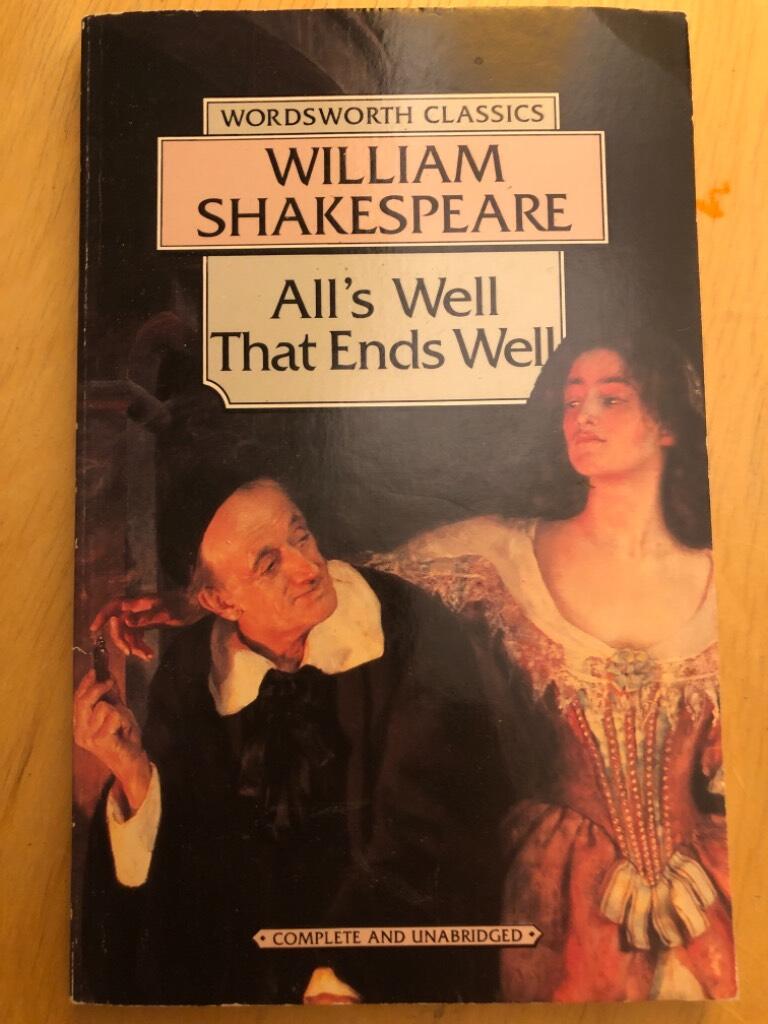 WORDSWORTH CLASSICS
WILLIAM
SHAKESPEARE
All's Well
That Ends Well
COMPLETE AND UNABRIDGED